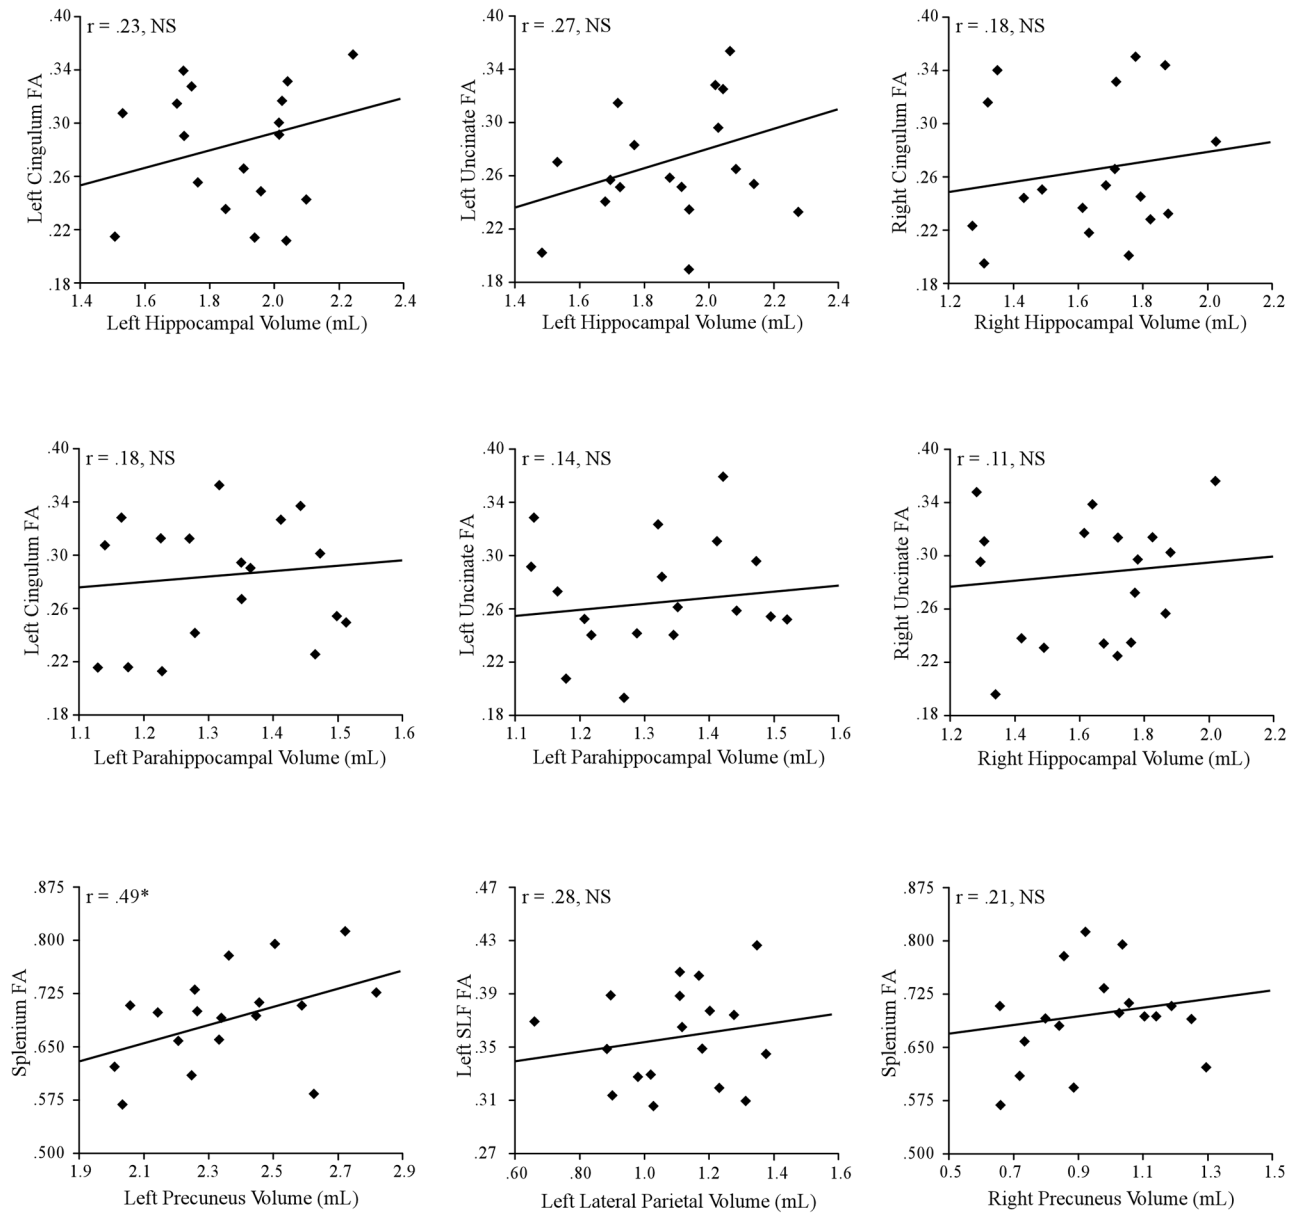 r = .23, NS
.40
.34
.30
.26
.22
.18
Left Cingulum FA
1.4 1.6 1.8 2.0 2.2 2.4
Left Hippocampal Volume (mL)
r = .27, NS
.40
.34
.30
.26
.22
.18
Left Uncinate FA
1.4 1.6 1.8 2.0 2.2 2.4
Left Hippocampal Volume (mL)
r = .18, NS
.40
.34
.30
.26
.22
.18
Right Cingulum FA
1.2 1.4 1.6 1.8 2.0 2.2
Right Hippocampal Volume (mL)
r = .18, NS
.40
.34
.30
.26
.22
.18
Left Cingulum FA
1.1 1.2 1.3 1.4 1.5 1.6
Left Parahippocampal Volume (mL)
r = .14, NS
.40
.34
.30
.26
.22
.18
Left Uncinate FA
1.1 1.2 1.3 1.4 1.5 1.6
Left Parahippocampal Volume (mL)
r = .11, NS
.40
.34
.30
.26
.22
.18
Right Uncinate FA
1.2 1.4 1.6 1.8 2.0 2.2
Right Hippocampal Volume (mL)
r = .49*
.875
.800
.725
.650
.575
.500
Splenium FA
1.9 2.1 2.3 2.5 2.7 2.9
Left Precuneus Volume (mL)
r = .28, NS
.47
.43
.39
.35
.31
.27
Left SLF FA
.60 .80 1.0 1.2 1.4 1.6
Left Lateral Parietal Volume (mL)
r = .21, NS
.875
.800
.725
.650
.575
.500
Splenium FA
0.5 0.7 0.9 1.1 1.3 1.5
Right Precuneus Volume (mL)